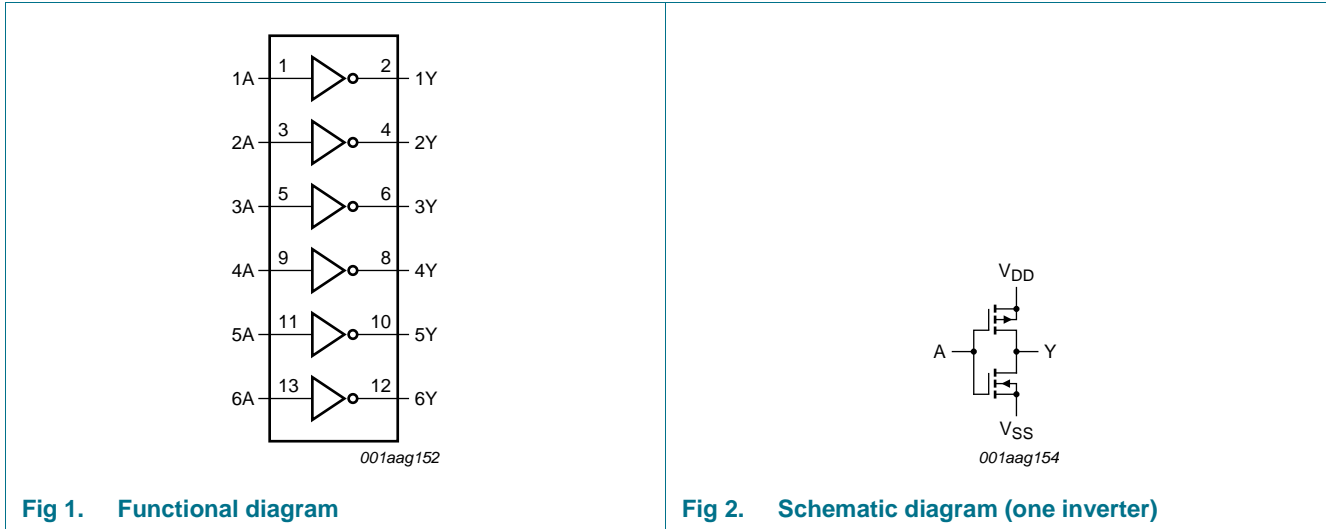 1A 1 2 1Y
2A 3 4 2Y
3A 5 6 3Y
4A 9 8 4Y
5A 11 10 5Y
6A 13 12 6Y
001aag152
Fig 1. Functional diagram
VDD
A Y
VSS
001aag154
Fig 2. Schematic diagram (one inverter)